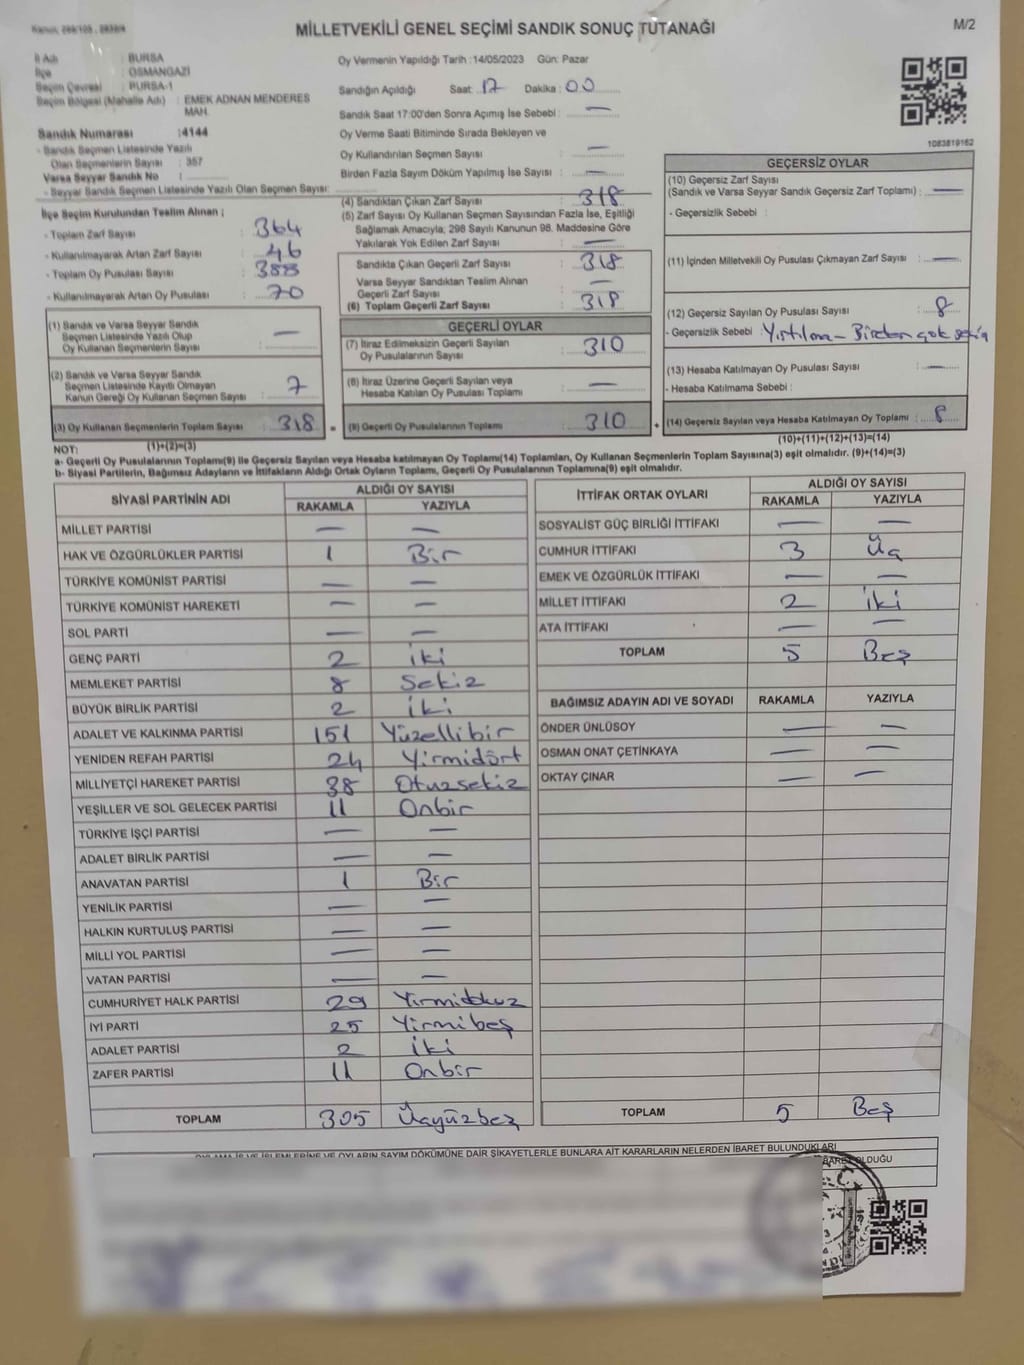 MİLLETVEKİLİ GENEL SEÇİMİ SANDIK SONUÇ TUTANAĞI
M/2
İl Adı : BURSA
İlçe : OSMANGAZİ
Seçim Çevresi : BURSA-1
Seçim Bölgesi (Mahalle Adı) : EMEK ADNAN MENDERES
MAH.
Sandık Numarası :4144
- Sandık Seçmen Listesinde Yazılı
Olan Seçmenlerin Sayısı : 357
Varsa Seyyar Sandık No :
- Seyyar Sandık Seçmen Listesinde Yazılı Olan Seçmen Sayısı:
Oy Vermenin Yapıldığı Tarih :14/05/2023 Gün: Pazar
Sandığın Açıldığı Saat: 17 Dakika : 00
Sandık Saat 17:00'den Sonra Açımış İse Sebebi : —
Oy Verme Saati Bitiminde Sırada Bekleyen ve
Oy Kullandırılan Seçmen Sayısı —
Birden Fazla Sayım Döküm Yapılmış İse Sayısı : —
1083819162
İlçe Seçim Kurulundan Teslim Alınan ;
- Toplam Zarf Sayısı : 364
- Kullanılmayarak Artan Zarf Sayısı : 46
- Toplam Oy Pusulası Sayısı : 388
- Kullanılmayarak Artan Oy Pusulası : 70
(4) Sandıktan Çıkan Zarf Sayısı 318
(5) Zarf Sayısı Oy Kullanan Seçmen Sayısından Fazla İse, Eşitliği
Sağlamak Amacıyla; 298 Sayılı Kanunun 98. Maddesine Göre
Yakılarak Yok Edilen Zarf Sayısı —
Sandıkta Çıkan Geçerli Zarf Sayısı : 318
Varsa Seyyar Sandıktan Teslim Alınan
Geçerli Zarf Sayısı —
(6) Toplam Geçerli Zarf Sayısı : 318
(1) Sandık ve Varsa Seyyar Sandık
Seçmen Listesinde Yazılı Olup
Oy Kullanan Seçmenlerin Sayısı : —
(2) Sandık ve Varsa Seyyar Sandık
Seçmen Listesinde Kayıtlı Olmayan
Kanun Gereği Oy Kullanan Seçmen Sayısı : 7
(3) Oy Kullanan Seçmenlerin Toplam Sayısı : 318 =
GEÇERLİ OYLAR
(7) İtiraz Edilmeksizin Geçerli Sayılan
Oy Pusulalarının Sayısı : 310
(8) İtiraz Üzerine Geçerli Sayılan veya
Hesaba Katılan Oy Pusulası Toplamı : —
(9) Geçerli Oy Pusulalarının Toplamı : 310 +
GEÇERSİZ OYLAR
(10) Geçersiz Zarf Sayısı
(Sandık ve Varsa Seyyar Sandık Geçersiz Zarf Toplamı) : —
- Geçersizlik Sebebi :
(11) İçinden Milletvekili Oy Pusulası Çıkmayan Zarf Sayısı : —
(12) Geçersiz Sayılan Oy Pusulası Sayısı : 8
- Geçersizlik Sebebi : Yırtılma - Birden çok
(13) Hesaba Katılmayan Oy Pusulası Sayısı : —
- Hesaba Katılmama Sebebi :
(14) Geçersiz Sayılan veya Hesaba Katılmayan Oy Toplamı : 8
NOT: (1)+(2)=(3)
(10)+(11)+(12)+(13)=(14)
a- Geçerli Oy Pusulalarının Toplamı(9) ile Geçersiz Sayılan veya Hesaba katılmayan Oy Toplamı(14) Toplamları, Oy Kullanan Seçmenlerin Toplam Sayısına(3) eşit olmalıdır. (9)+(14)=(3)
b- Siyasi Partilerin, Bağımsız Adayların ve İttifakların Aldığı Ortak Oyların Toplamı, Geçerli Oy Pusulalarının Toplamına(9) eşit olmalıdır.
SİYASİ PARTİNİN ADI ALDIĞI OY SAYISI
RAKAMLA YAZIYLA
MİLLET PARTİSİ — —
HAK VE ÖZGÜRLÜKLER PARTİSİ 1 Bir
TÜRKİYE KOMÜNİST PARTİSİ — —
TÜRKİYE KOMÜNİST HAREKETİ — —
SOL PARTİ — —
GENÇ PARTİ 2 İki
MEMLEKET PARTİSİ 8 Sekiz
BÜYÜK BİRLİK PARTİSİ 2 İki
ADALET VE KALKINMA PARTİSİ 151 Yüzellibir
YENİDEN REFAH PARTİSİ 24 Yirmidört
MİLLİYETÇİ HAREKET PARTİSİ 38 Otuzsekiz
YEŞİLLER VE SOL GELECEK PARTİSİ 11 Onbir
TÜRKİYE İŞÇİ PARTİSİ — —
ADALET BİRLİK PARTİSİ — —
ANAVATAN PARTİSİ 1 Bir
YENİLİK PARTİSİ — —
HALKIN KURTULUŞ PARTİSİ — —
MİLLİ YOL PARTİSİ — —
VATAN PARTİSİ — —
CUMHURİYET HALK PARTİSİ 29 Yirmidokuz
İYİ PARTİ 25 Yirmibeş
ADALET PARTİSİ 2 İki
ZAFER PARTİSİ 11 Onbir
TOPLAM 305 Üçyüzbeş
İTTİFAK ORTAK OYLARI ALDIĞI OY SAYISI
RAKAMLA YAZIYLA
SOSYALİST GÜÇ BİRLİĞİ İTTİFAKI — —
CUMHUR İTTİFAKI 3 Üç
EMEK VE ÖZGÜRLÜK İTTİFAKI — —
MİLLET İTTİFAKI 2 İki
ATA İTTİFAKI — —
TOPLAM 5 Beş
BAĞIMSIZ ADAYIN ADI VE SOYADI RAKAMLA YAZIYLA
ÖNDER ÜNLÜSOY — —
OSMAN ONAT ÇETİNKAYA — —
OKTAY ÇINAR — —
TOPLAM 5 Beş
OYLAMA İŞ VE İŞLEMLERİNE VE OYLARIN SAYIM DÖKÜMÜNE DAİR ŞİKAYETLERLE BUNLARA AİT KARARLARIN NELERDEN İBARET BULUNDUKLARI
OLDUĞU